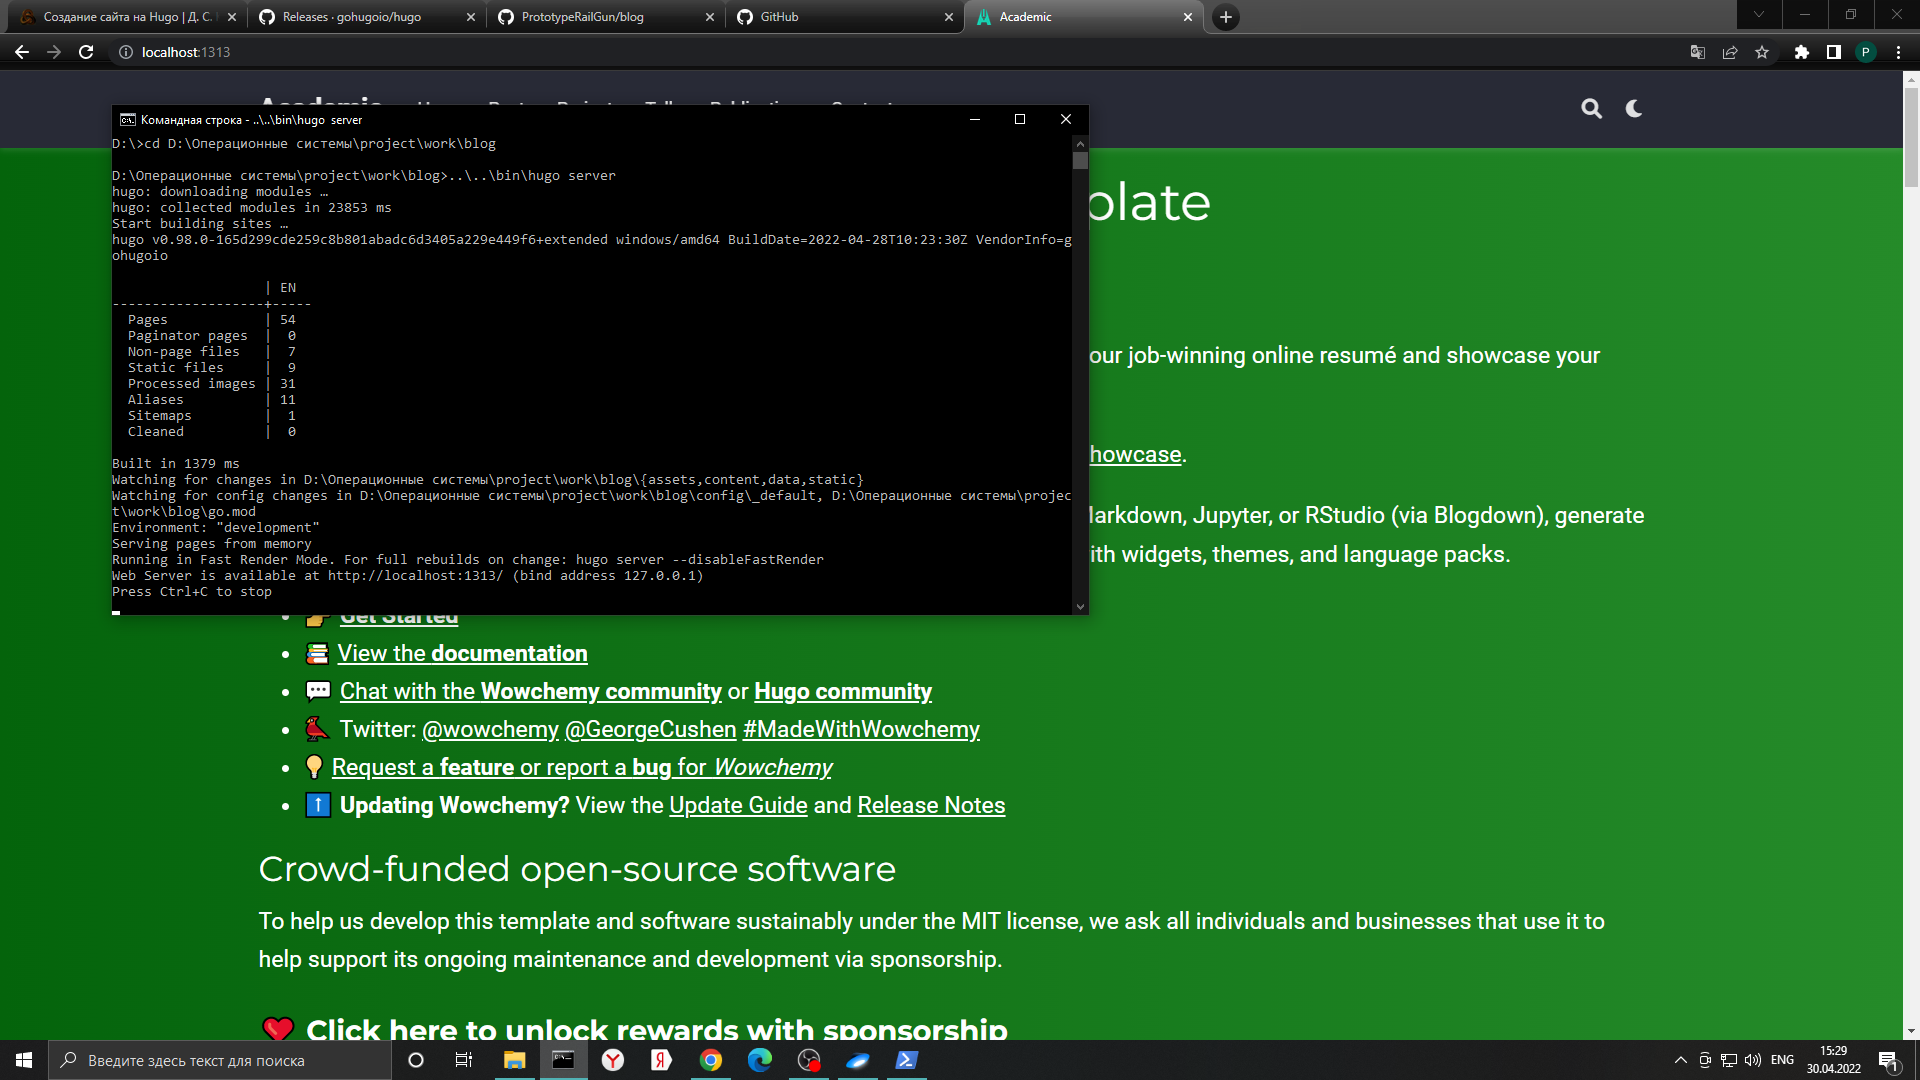 Создание сайта на Hugo | Д. С. К
Releases · gohugoio/hugo
PrototypeRailGun/blog
GitHub
Academic
localhost:1313
P
Командная строка - ..\..\bin\hugo server
D:\>cd D:\Операционные системы\project\work\blog
D:\Операционные системы\project\work\blog>..\..\bin\hugo server
hugo: downloading modules …
hugo: collected modules in 23853 ms
Start building sites …
hugo v0.98.0-165d299cde259c8b801abadc6d3405a229e449f6+extended windows/amd64 BuildDate=2022-04-28T10:23:30Z VendorInfo=g
ohugoio
| EN
-------------------+-----
Pages | 54
Paginator pages | 0
Non-page files | 7
Static files | 9
Processed images | 31
Aliases | 11
Sitemaps | 1
Cleaned | 0
Built in 1379 ms
Watching for changes in D:\Операционные системы\project\work\blog\{assets,content,data,static}
Watching for config changes in D:\Операционные системы\project\work\blog\config\_default, D:\Операционные системы\projec
t\work\blog\go.mod
Environment: "development"
Serving pages from memory
Running in Fast Render Mode. For full rebuilds on change: hugo server --disableFastRender
Web Server is available at http://localhost:1313/ (bind address 127.0.0.1)
Press Ctrl+C to stop
plate
our job-winning online resumé and showcase your
howcase.
Markdown, Jupyter, or RStudio (via Blogdown), generate
ith widgets, themes, and language packs.
Get Started
View the documentation
Chat with the Wowchemy community or Hugo community
Twitter: @wowchemy @GeorgeCushen #MadeWithWowchemy
Request a feature or report a bug for Wowchemy
Updating Wowchemy? View the Update Guide and Release Notes
Crowd-funded open-source software
To help us develop this template and software sustainably under the MIT license, we ask all individuals and businesses that use it to
help support its ongoing maintenance and development via sponsorship.
Click here to unlock rewards with sponsorship
Введите здесь текст для поиска
ENG
15:29
30.04.2022
1